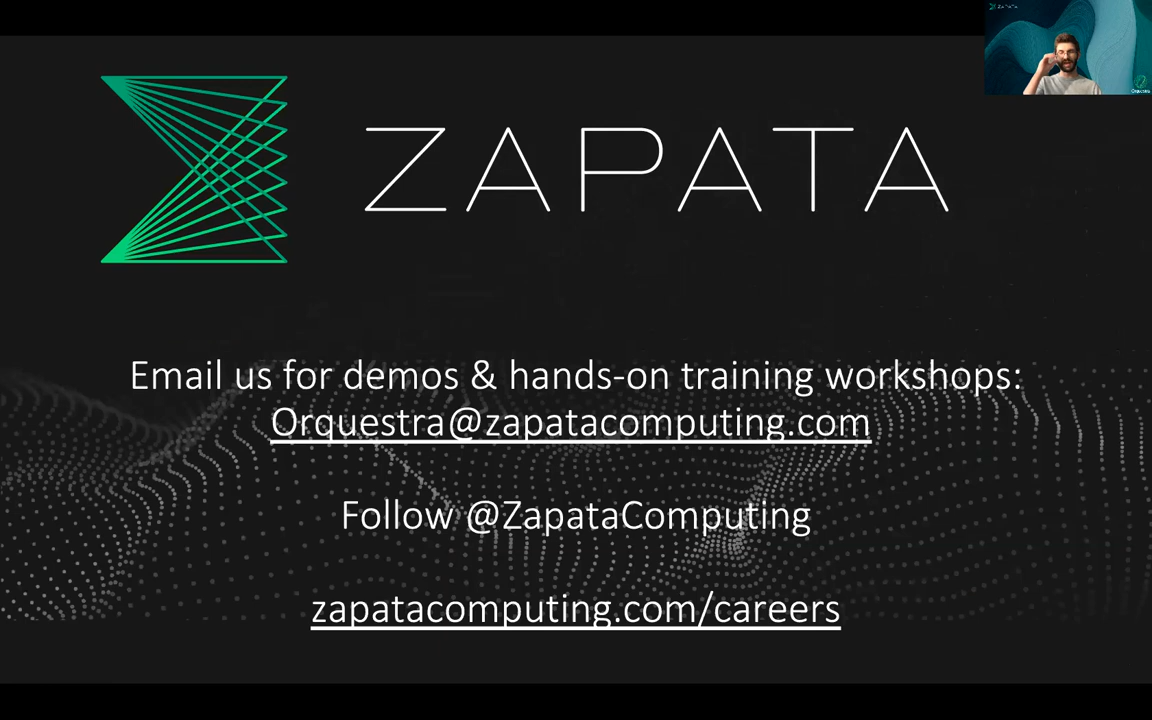 ZAPATA
Email us for demos & hands-on training workshops:
Orquestra@zapatacomputing.com
Follow @ZapataComputing
zapatacomputing.com/careers